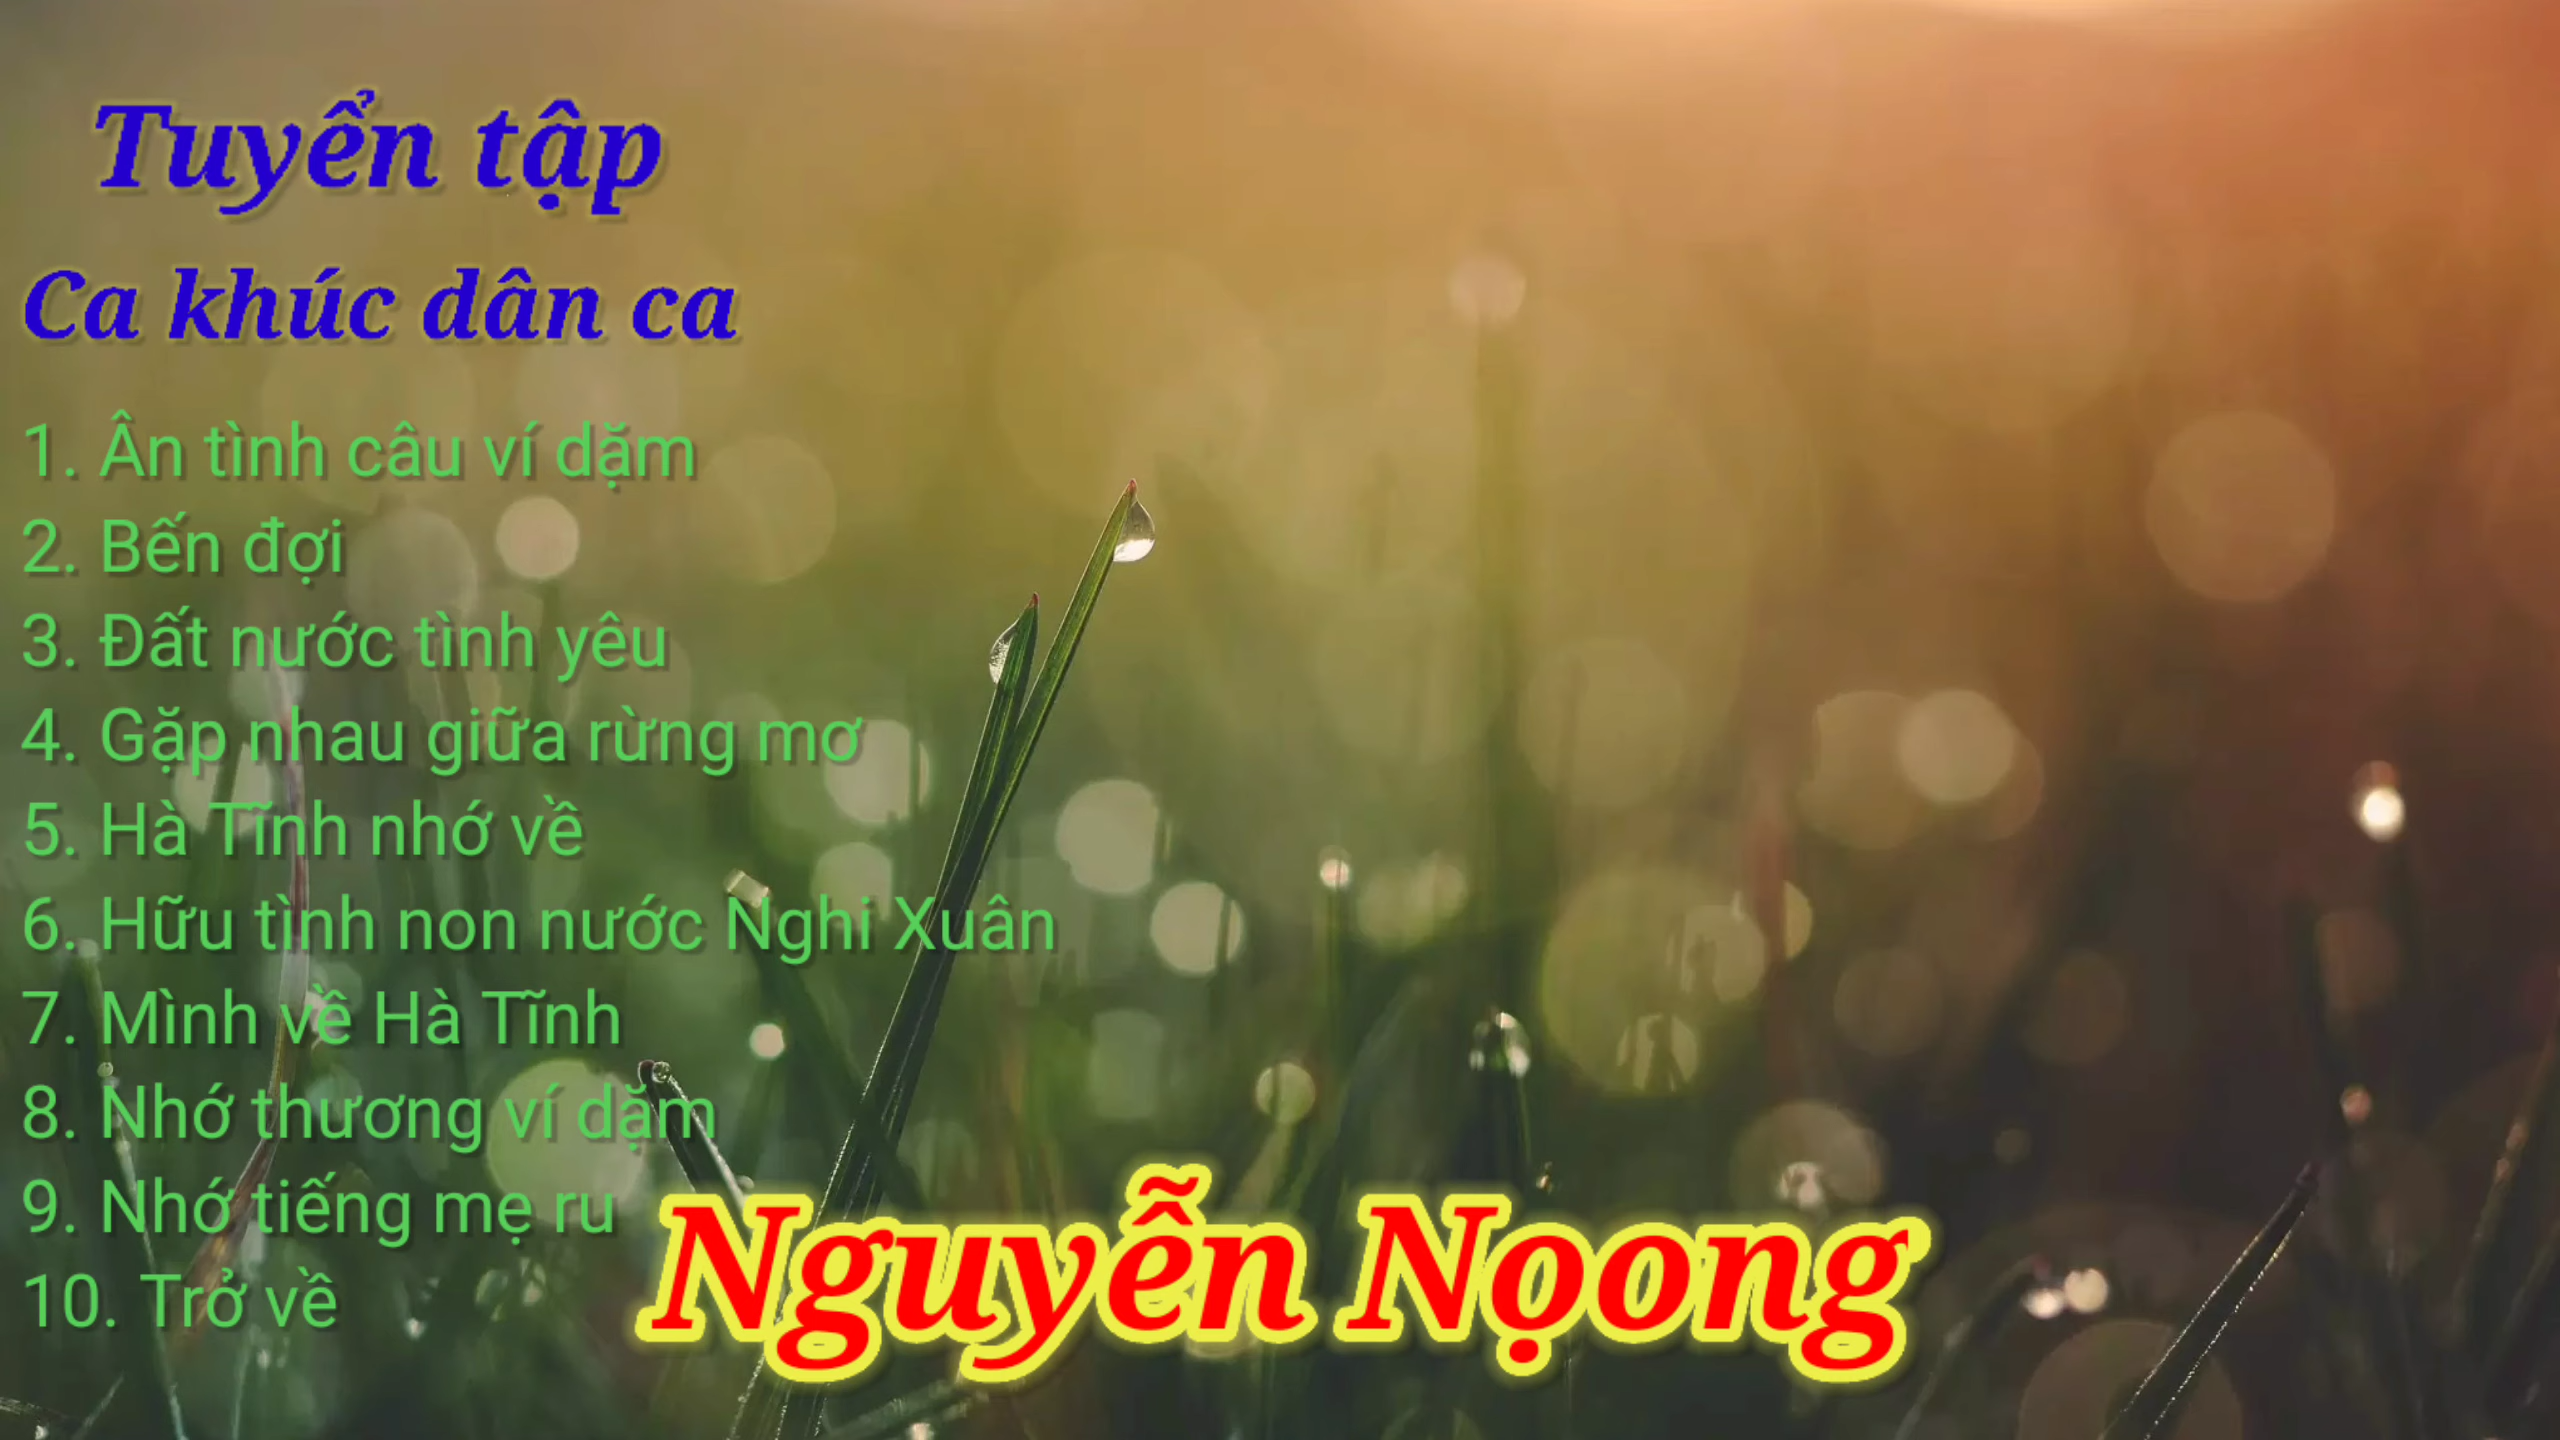 Tuyển tập
Ca khúc dân ca
1. Ân tình câu ví dặm
2. Bến đợi
3. Đất nước tình yêu
4. Gặp nhau giữa rừng mơ
5. Hà Tĩnh nhớ về
6. Hữu tình non nước Nghi Xuân
7. Mình về Hà Tĩnh
8. Nhớ thương ví dặm
9. Nhớ tiếng mẹ ru
10. Trở về
Nguyễn Nọong